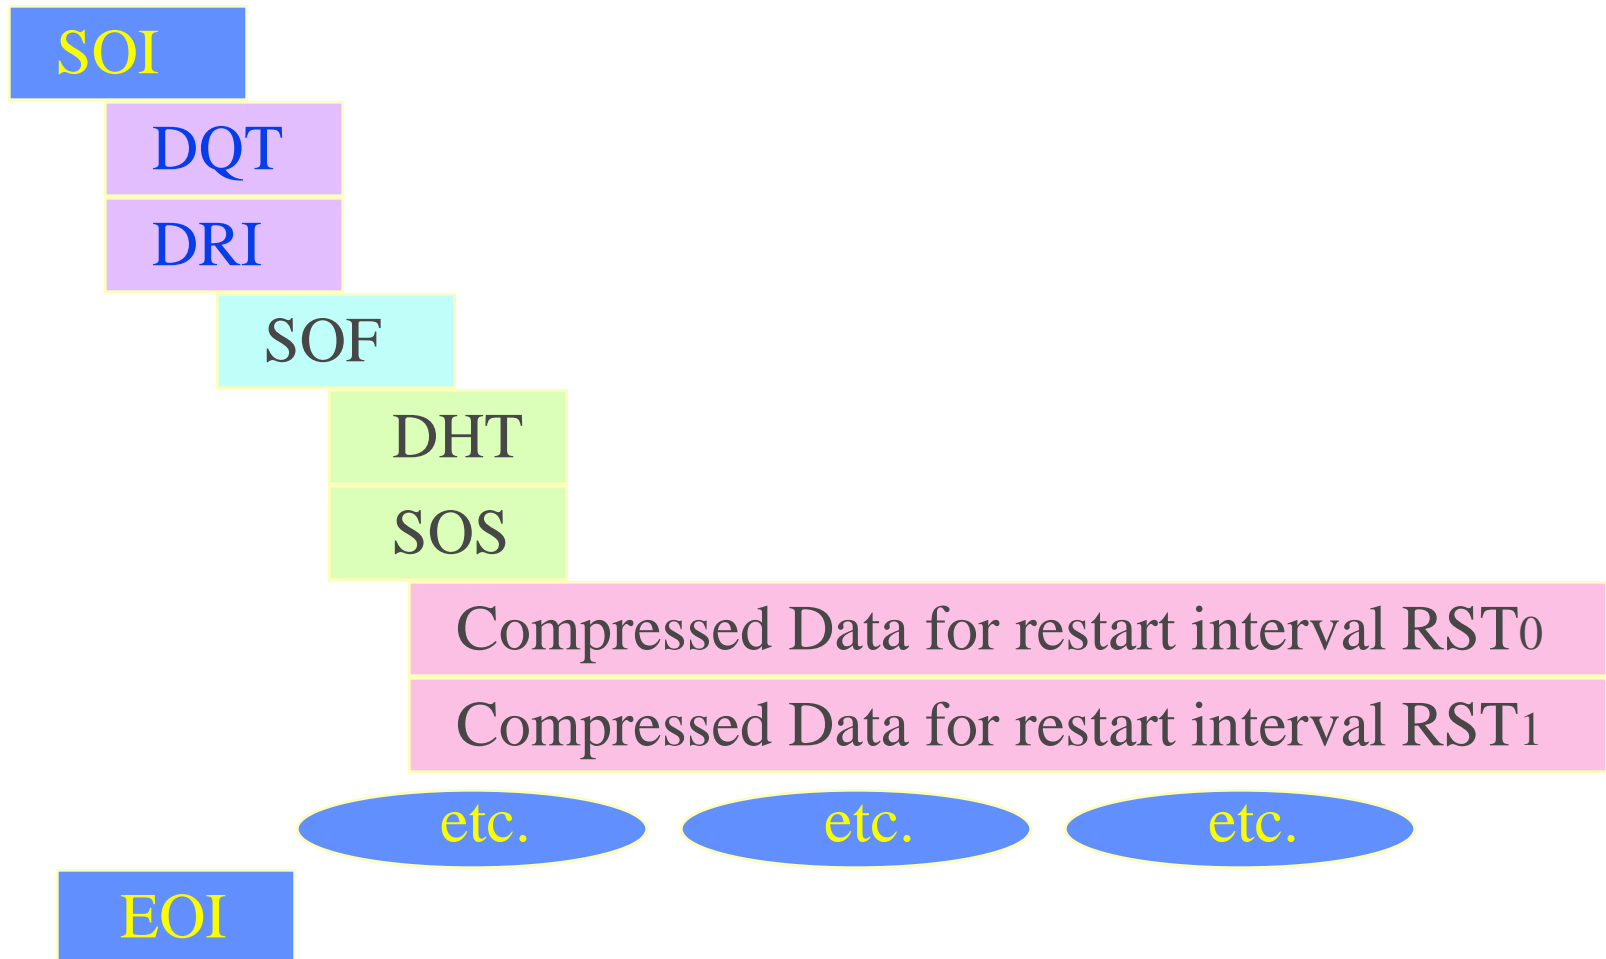 SOI
DQT
DRI
SOF
DHT
SOS
Compressed Data for restart interval RST0
Compressed Data for restart interval RST1
etc. etc. etc.
EOI